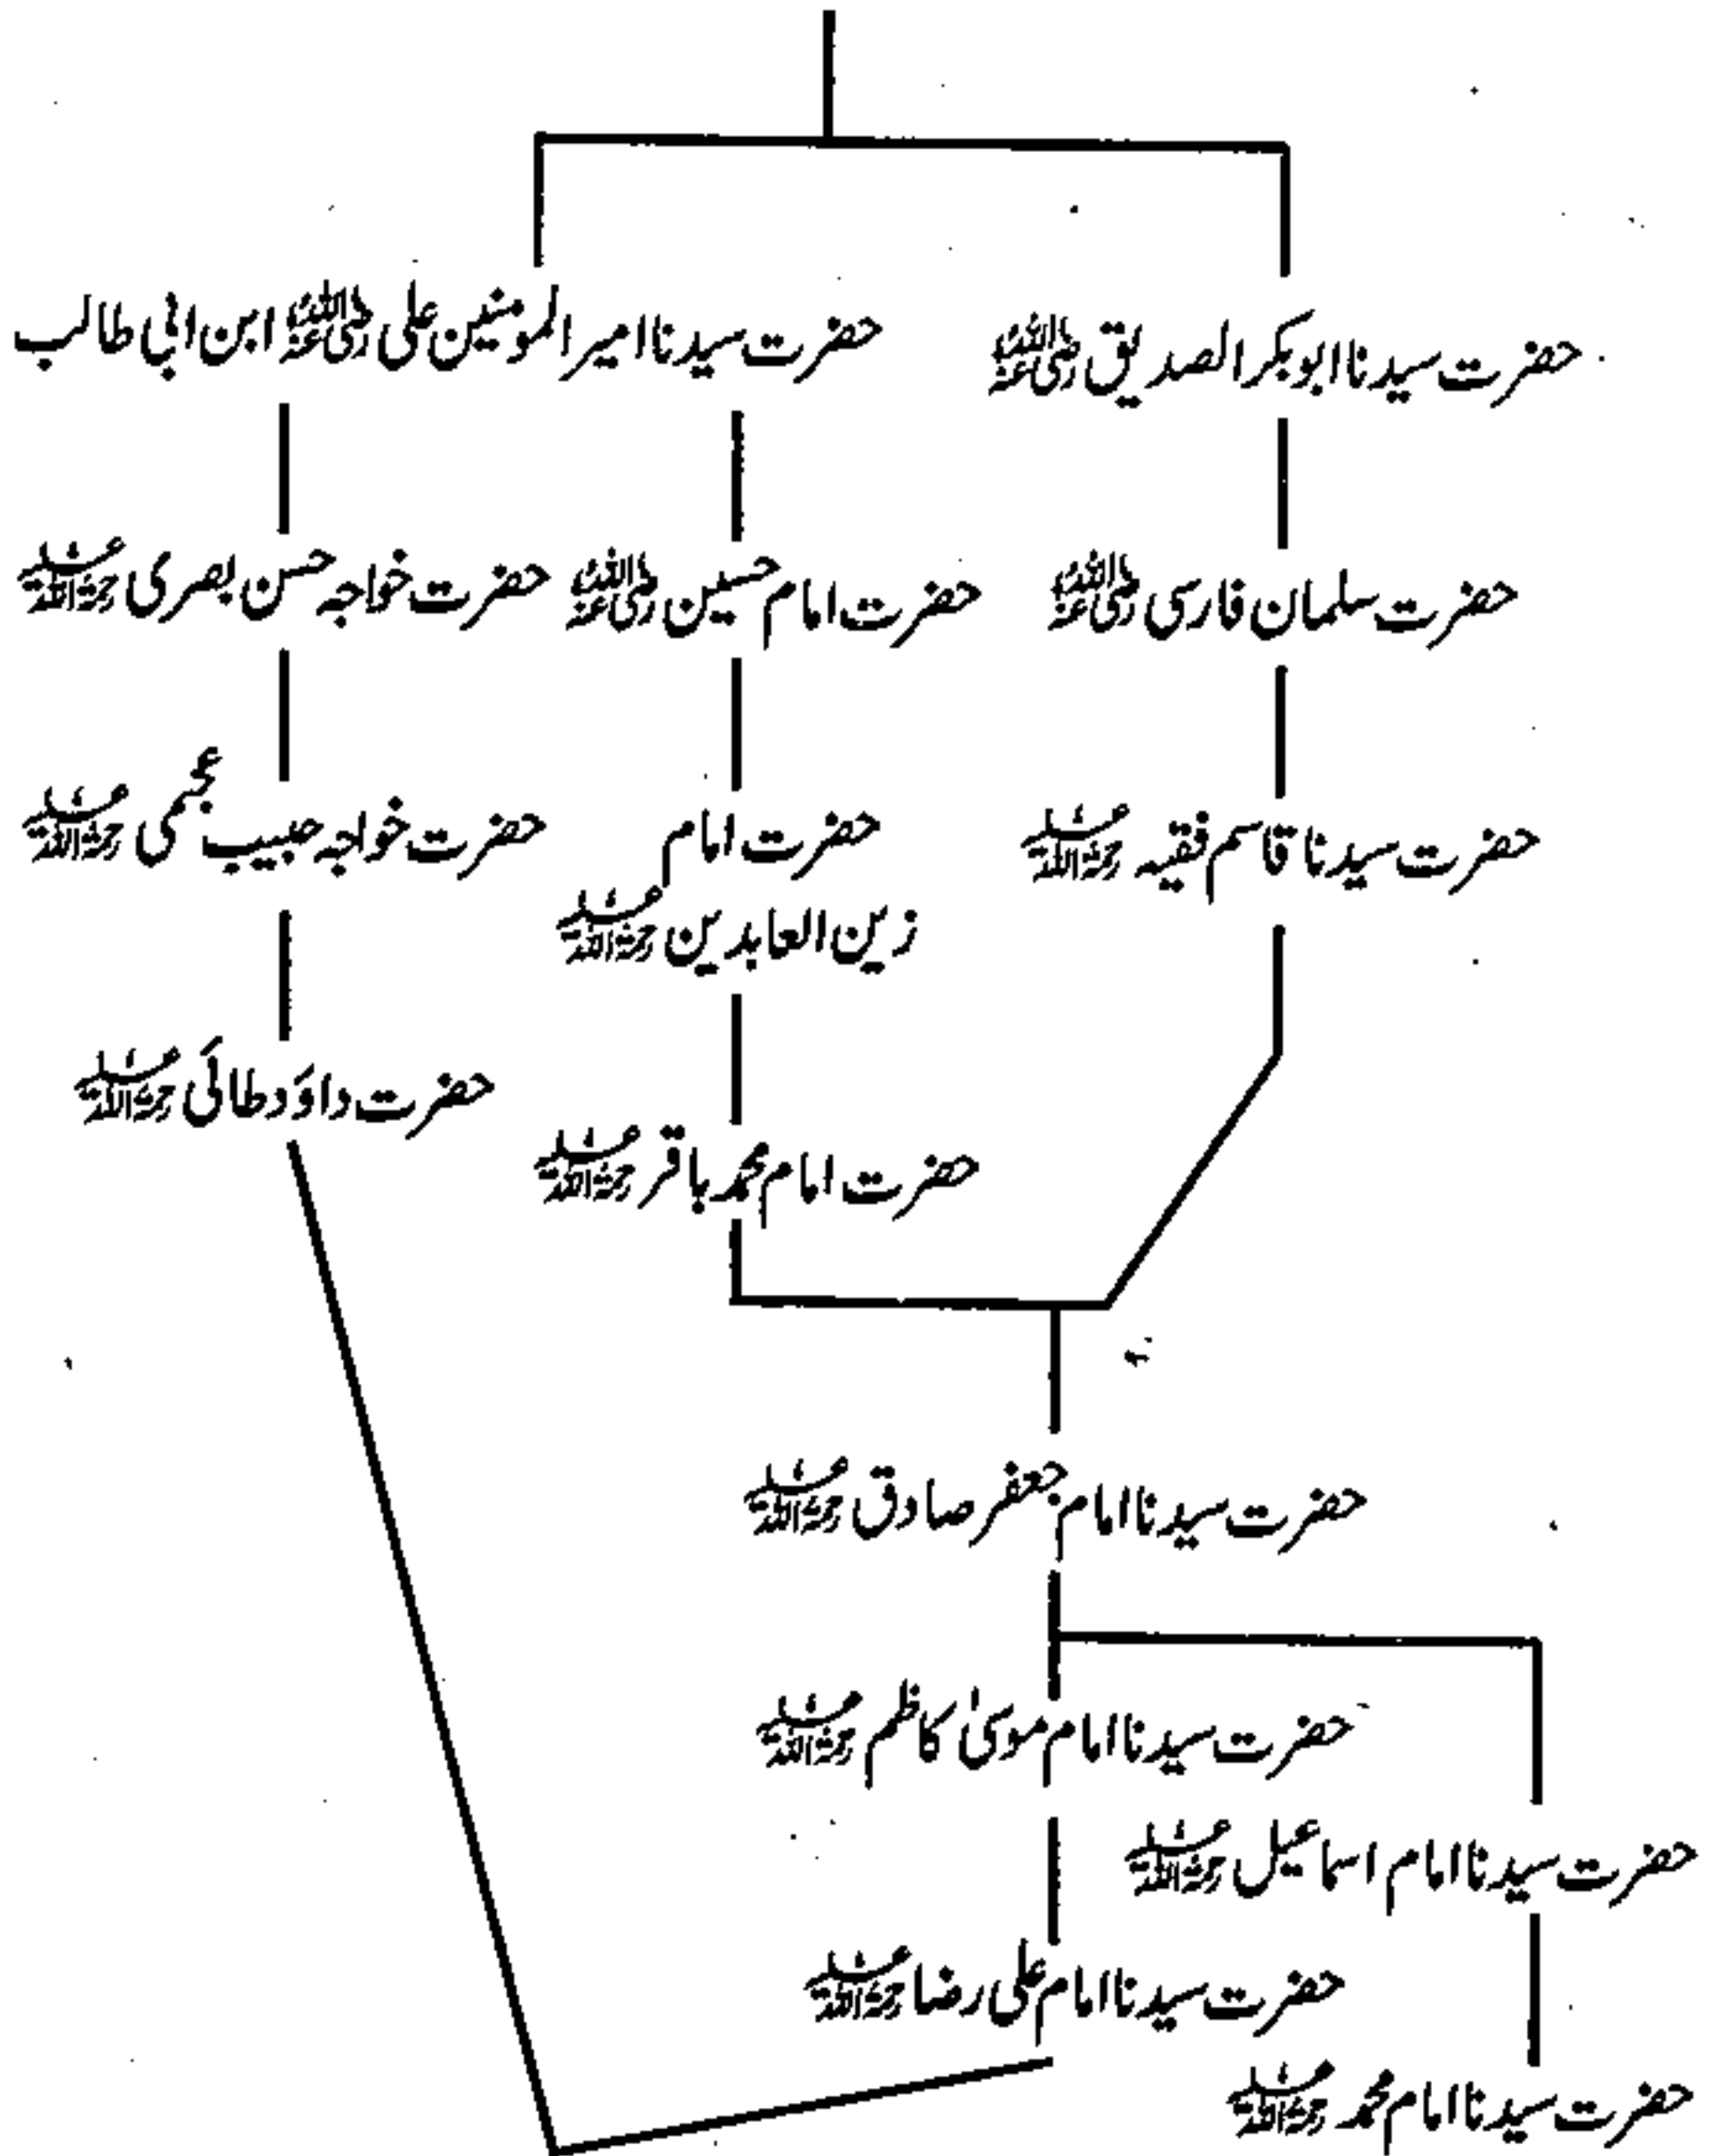 حضرت سیدنا ابوبکر الصدیق رضی اللہ عنہ
حضرت سیدنا امیر المومنین علی رضی اللہ عنہ ابن ابی طالب
حضرت سلمان فارسی رضی اللہ عنہ
حضرت امام حسین رضی اللہ عنہ
حضرت خواجہ حسن بصری رحمۃ اللہ علیہ
حضرت سیدنا قاسم فقیہ رحمۃ اللہ علیہ
حضرت امام
زین العابدین رحمۃ اللہ علیہ
حضرت خواجہ حبیب عجمی رحمۃ اللہ علیہ
حضرت داؤد طائی رحمۃ اللہ علیہ
حضرت امام محمد باقر رحمۃ اللہ علیہ
حضرت سیدنا امام جعفر صادق رحمۃ اللہ علیہ
حضرت سیدنا امام موسیٰ کاظم رحمۃ اللہ علیہ
حضرت سیدنا امام اسماعیل رحمۃ اللہ علیہ
حضرت سیدنا امام علی رضا رحمۃ اللہ علیہ
حضرت سیدنا امام محمد رحمۃ اللہ علیہ